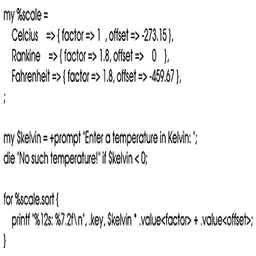 my %scale =
Celcius => { factor => 1 , offset => -273.15 },
Rankine => { factor => 1.8, offset => 0 },
Fahrenheit => { factor => 1.8, offset => -459.67 },
;
my $kelvin = +prompt "Enter a temperature in Kelvin: ";
die "No such temperature!" if $kelvin < 0;
for %scale.sort {
printf "%12s: %7.2f\n", .key, $kelvin * .value<factor> + .value<offset>;
}